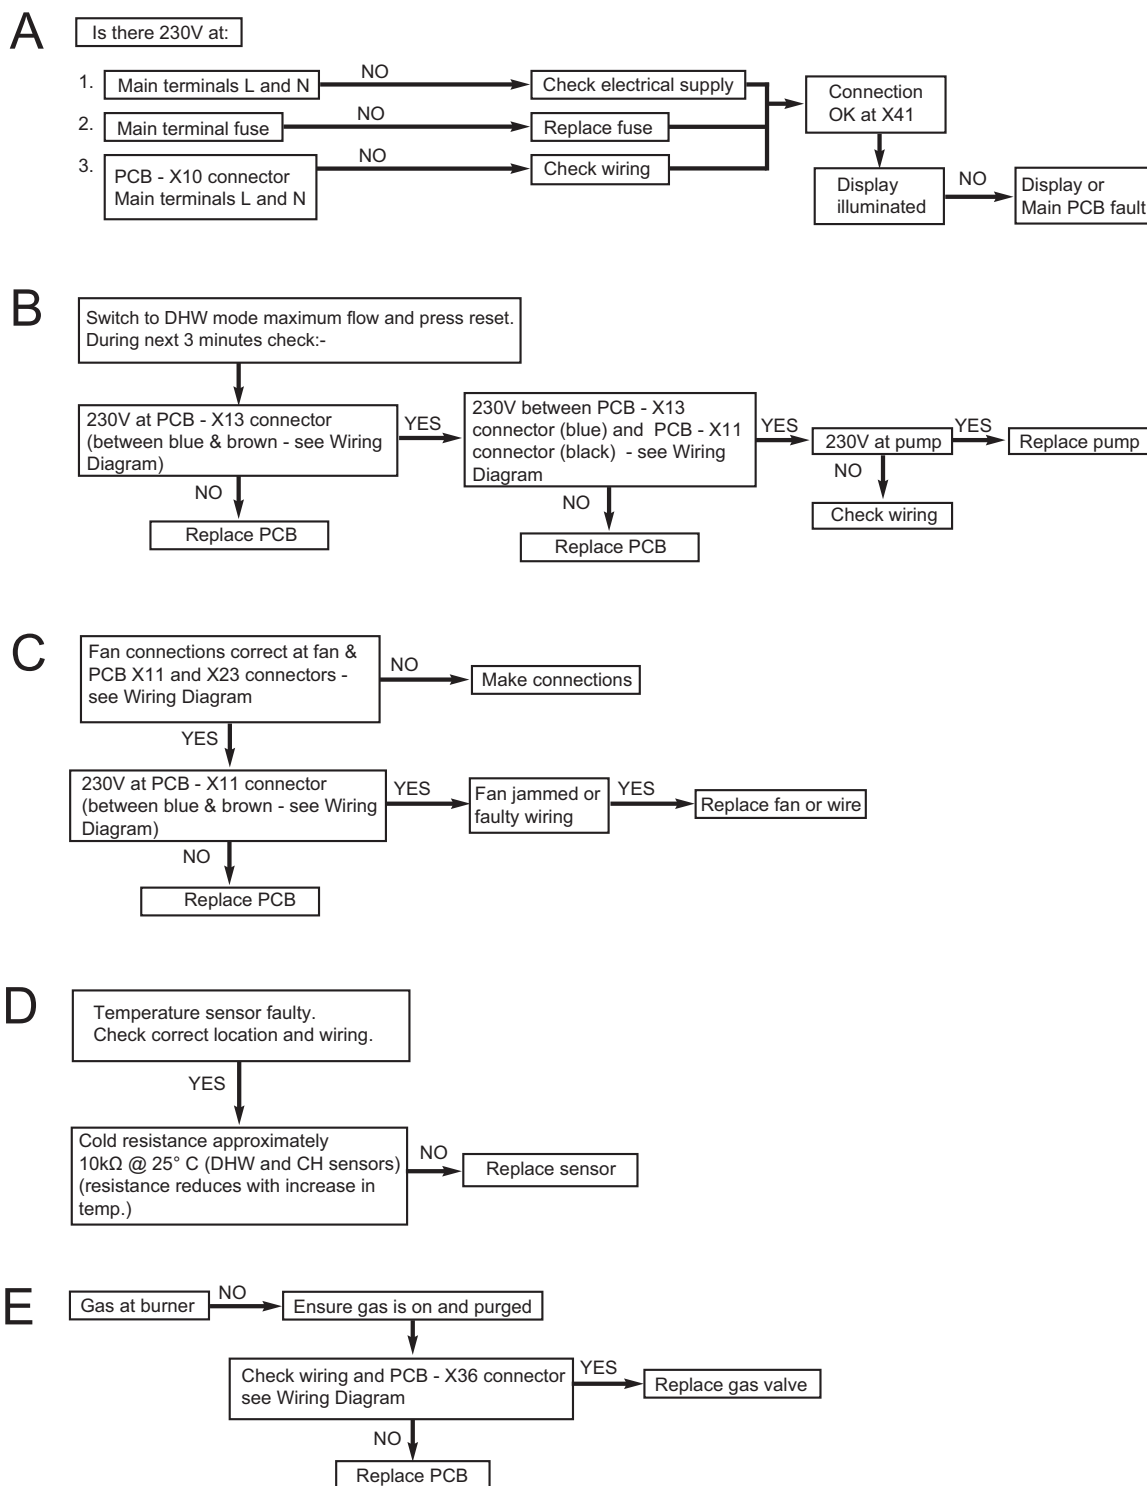 A
Is there 230V at:
1. Main terminals L and N
NO
Check electrical supply
2. Main terminal fuse
NO
Replace fuse
3. PCB - X10 connector
Main terminals L and N
NO
Check wiring
Connection
OK at X41
Display
illuminated
NO
Display or
Main PCB fault
B
Switch to DHW mode maximum flow and press reset.
During next 3 minutes check:-
230V at PCB - X13 connector
(between blue & brown - see Wiring
Diagram)
YES
NO
Replace PCB
230V between PCB - X13
connector (blue) and PCB - X11
connector (black) - see Wiring
Diagram
YES
NO
Replace PCB
230V at pump
YES
Replace pump
NO
Check wiring
C
Fan connections correct at fan &
PCB X11 and X23 connectors -
see Wiring Diagram
NO
Make connections
YES
230V at PCB - X11 connector
(between blue & brown - see Wiring
Diagram)
YES
Fan jammed or
faulty wiring
YES
Replace fan or wire
NO
Replace PCB
D
Temperature sensor faulty.
Check correct location and wiring.
YES
Cold resistance approximately
10kΩ @ 25° C (DHW and CH sensors)
(resistance reduces with increase in
temp.)
NO
Replace sensor
E
Gas at burner
NO
Ensure gas is on and purged
Check wiring and PCB - X36 connector
see Wiring Diagram
YES
Replace gas valve
NO
Replace PCB